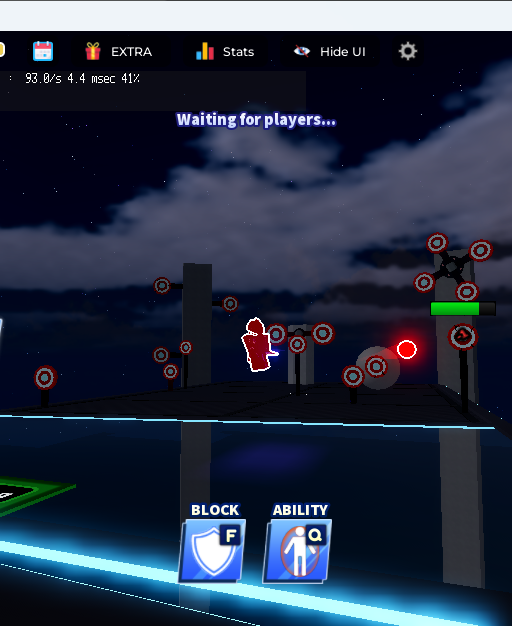 EXTRA Stats Hide UI
: 93.0/s 4.4 msec 41%
Waiting for players...
BLOCK ABILITY
F Q